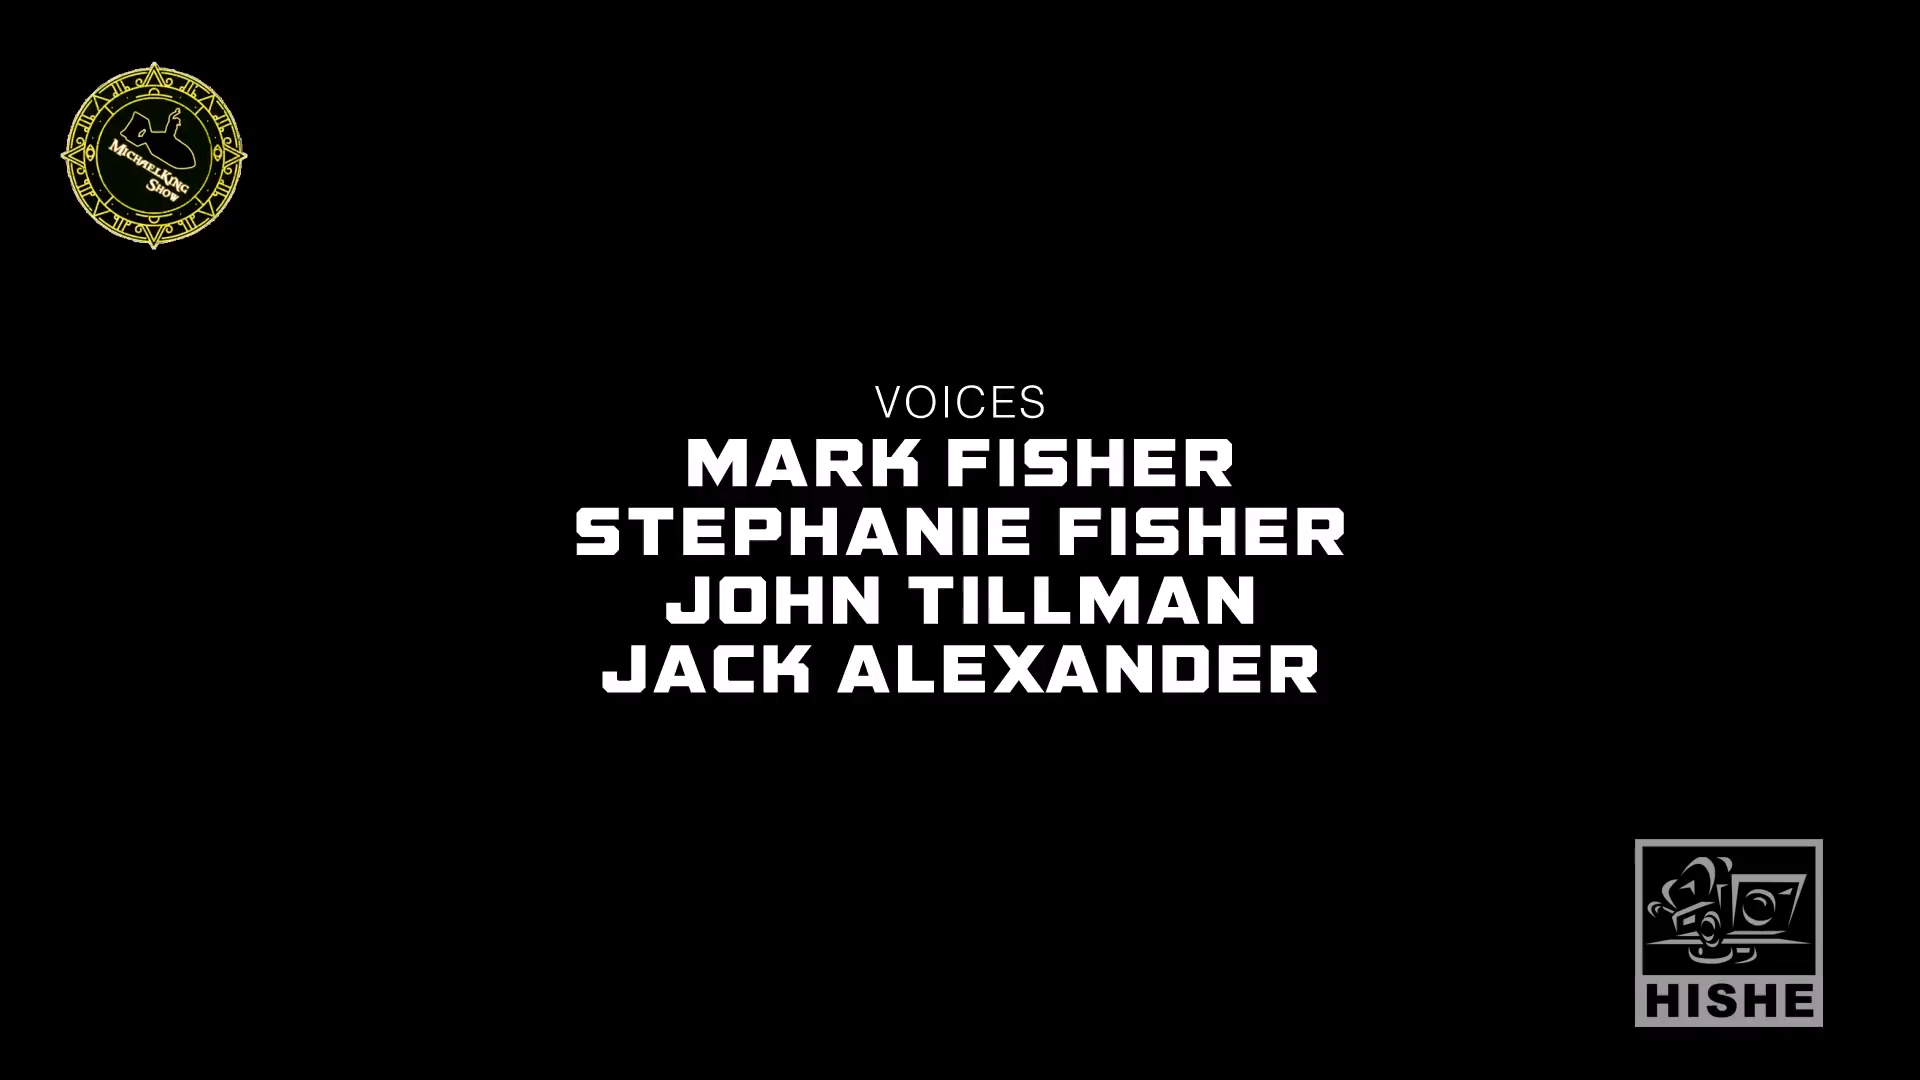 MICHAELKING
SHOW
VOICES
MARK FISHER
STEPHANIE FISHER
JOHN TILLMAN
JACK ALEXANDER
HISHE